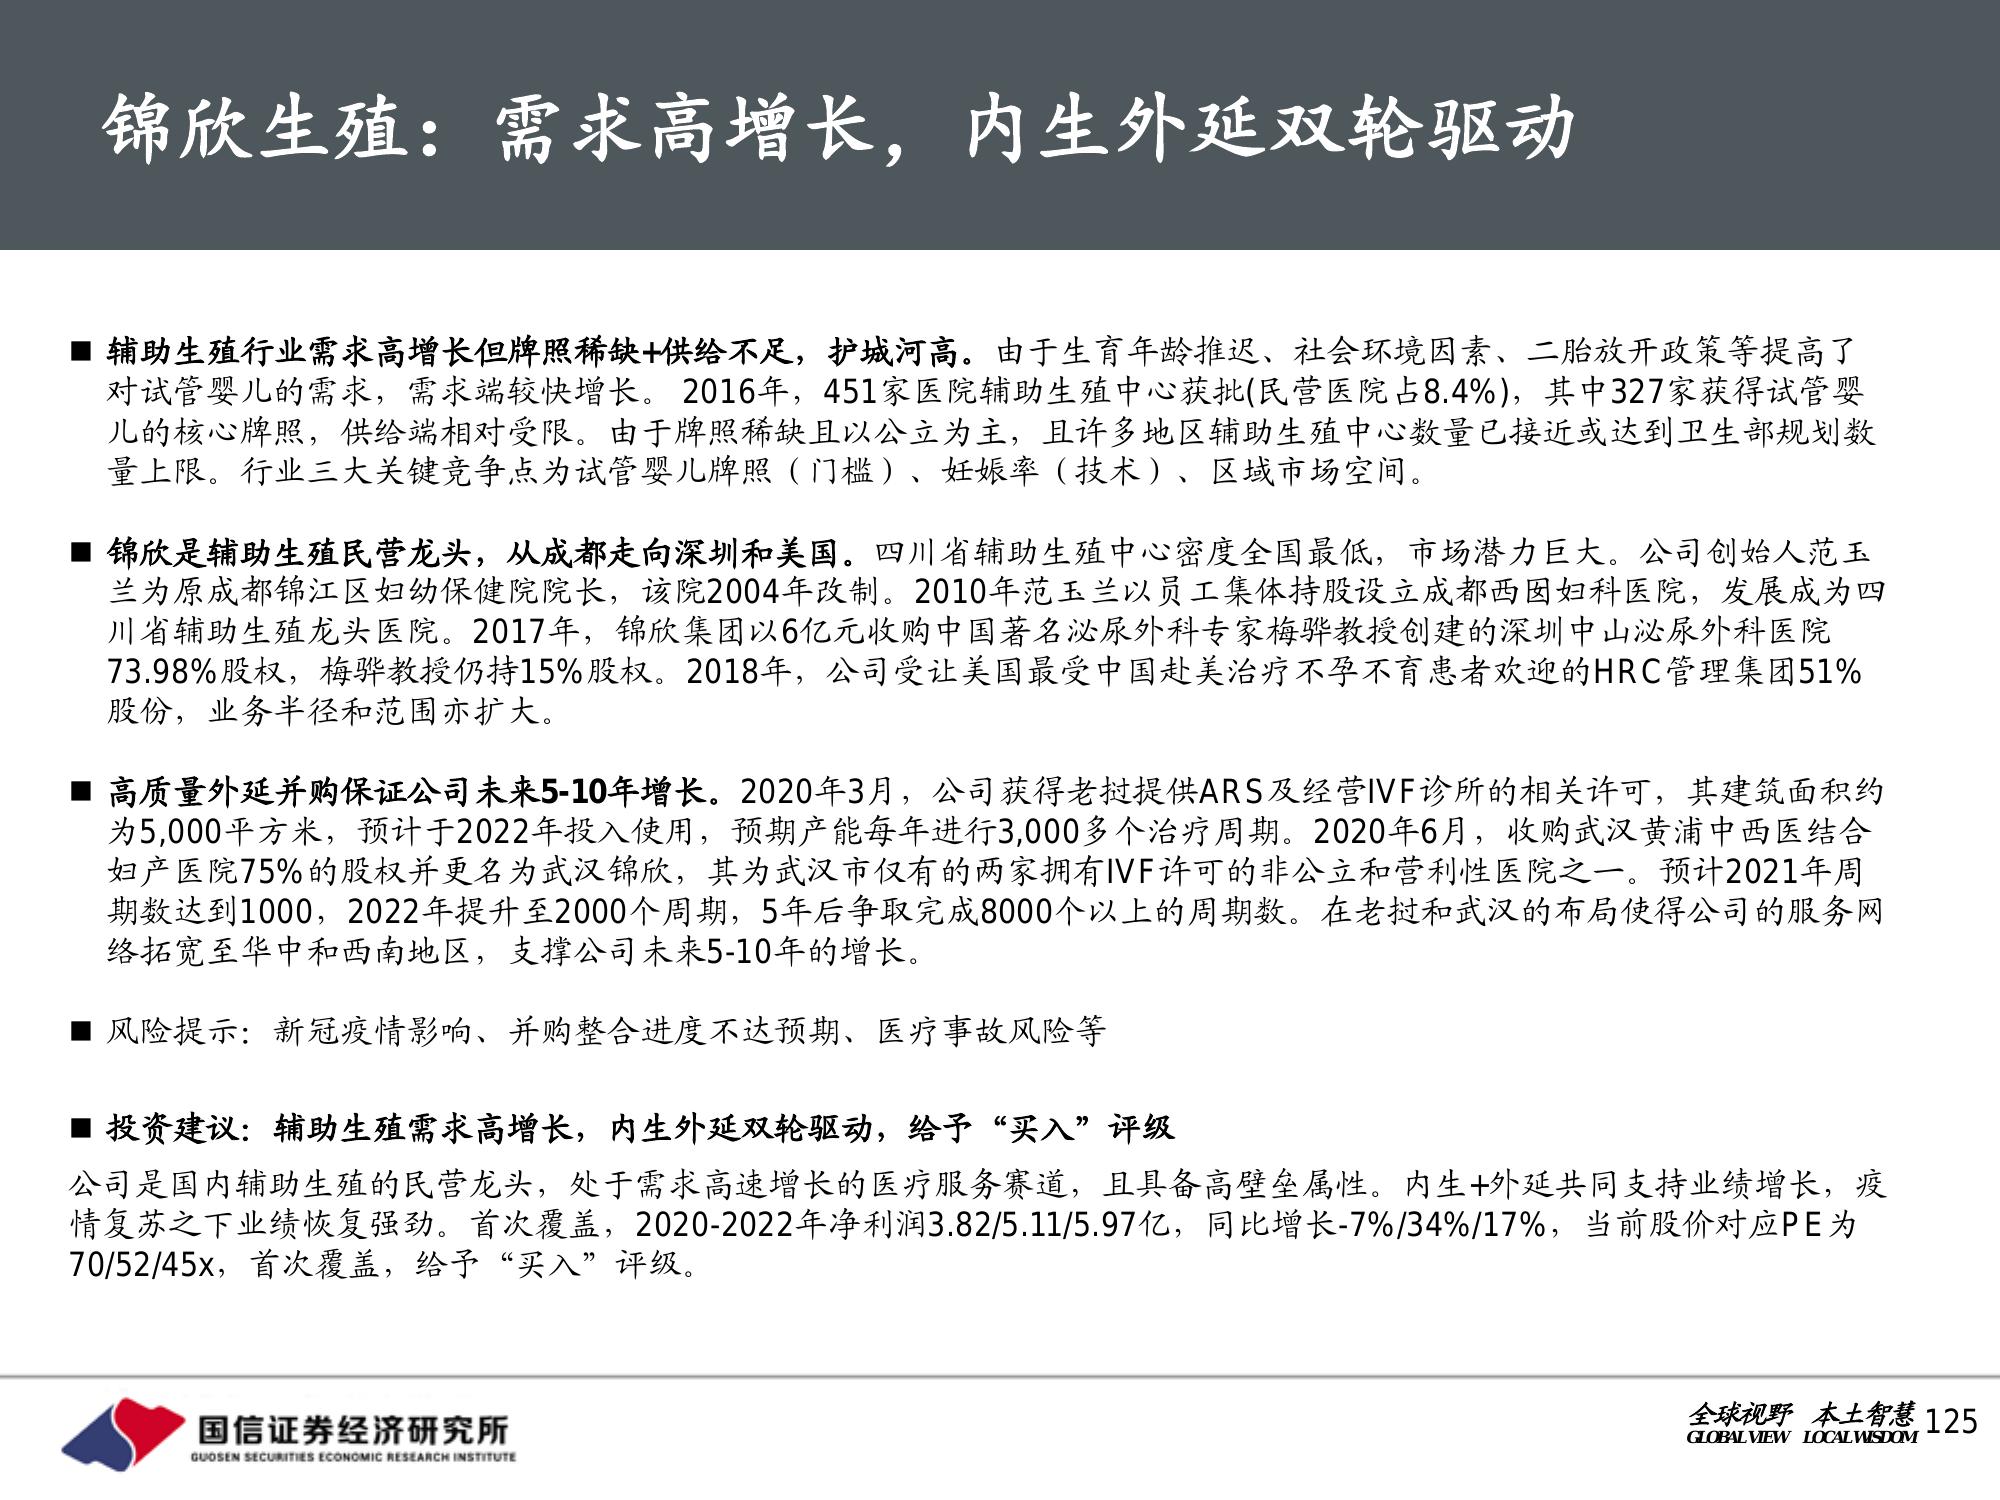 锦欣生殖：需求高增长，内生外延双轮驱动
■ 辅助生殖行业需求高增长但牌照稀缺+供给不足，护城河高。由于生育年龄推迟、社会环境因素、二胎放开政策等提高了
对试管婴儿的需求，需求端较快增长。 2016年，451家医院辅助生殖中心获批(民营医院占8.4%)，其中327家获得试管婴
儿的核心牌照，供给端相对受限。由于牌照稀缺且以公立为主，且许多地区辅助生殖中心数量已接近或达到卫生部规划数
量上限。行业三大关键竞争点为试管婴儿牌照（门槛）、妊娠率（技术）、区域市场空间。
■ 锦欣是辅助生殖民营龙头，从成都走向深圳和美国。四川省辅助生殖中心密度全国最低，市场潜力巨大。公司创始人范玉
兰为原成都锦江区妇幼保健院院长，该院2004年改制。2010年范玉兰以员工集体持股设立成都西囡妇科医院，发展成为四
川省辅助生殖龙头医院。2017年，锦欣集团以6亿元收购中国著名泌尿外科专家梅骅教授创建的深圳中山泌尿外科医院
73.98%股权，梅骅教授仍持15%股权。2018年，公司受让美国最受中国赴美治疗不孕不育患者欢迎的HRC管理集团51%
股份，业务半径和范围亦扩大。
■ 高质量外延并购保证公司未来5-10年增长。2020年3月，公司获得老挝提供ARS及经营IVF诊所的相关许可，其建筑面积约
为5,000平方米，预计于2022年投入使用，预期产能每年进行3,000多个治疗周期。2020年6月，收购武汉黄浦中西医结合
妇产医院75%的股权并更名为武汉锦欣，其为武汉市仅有的两家拥有IVF许可的非公立和营利性医院之一。预计2021年周
期数达到1000，2022年提升至2000个周期，5年后争取完成8000个以上的周期数。在老挝和武汉的布局使得公司的服务网
络拓宽至华中和西南地区，支撑公司未来5-10年的增长。
■ 风险提示：新冠疫情影响、并购整合进度不达预期、医疗事故风险等
■ 投资建议：辅助生殖需求高增长，内生外延双轮驱动，给予“买入”评级
公司是国内辅助生殖的民营龙头，处于需求高速增长的医疗服务赛道，且具备高壁垒属性。内生+外延共同支持业绩增长，疫
情复苏之下业绩恢复强劲。首次覆盖，2020-2022年净利润3.82/5.11/5.97亿，同比增长-7%/34%/17%，当前股价对应PE为
70/52/45x，首次覆盖，给予“买入”评级。
国信证券经济研究所
GUOSEN SECURITIES ECONOMIC RESEARCH INSTITUTE
全球视野 本土智慧
GLOBAL VIEW LOCAL WISDOM
125